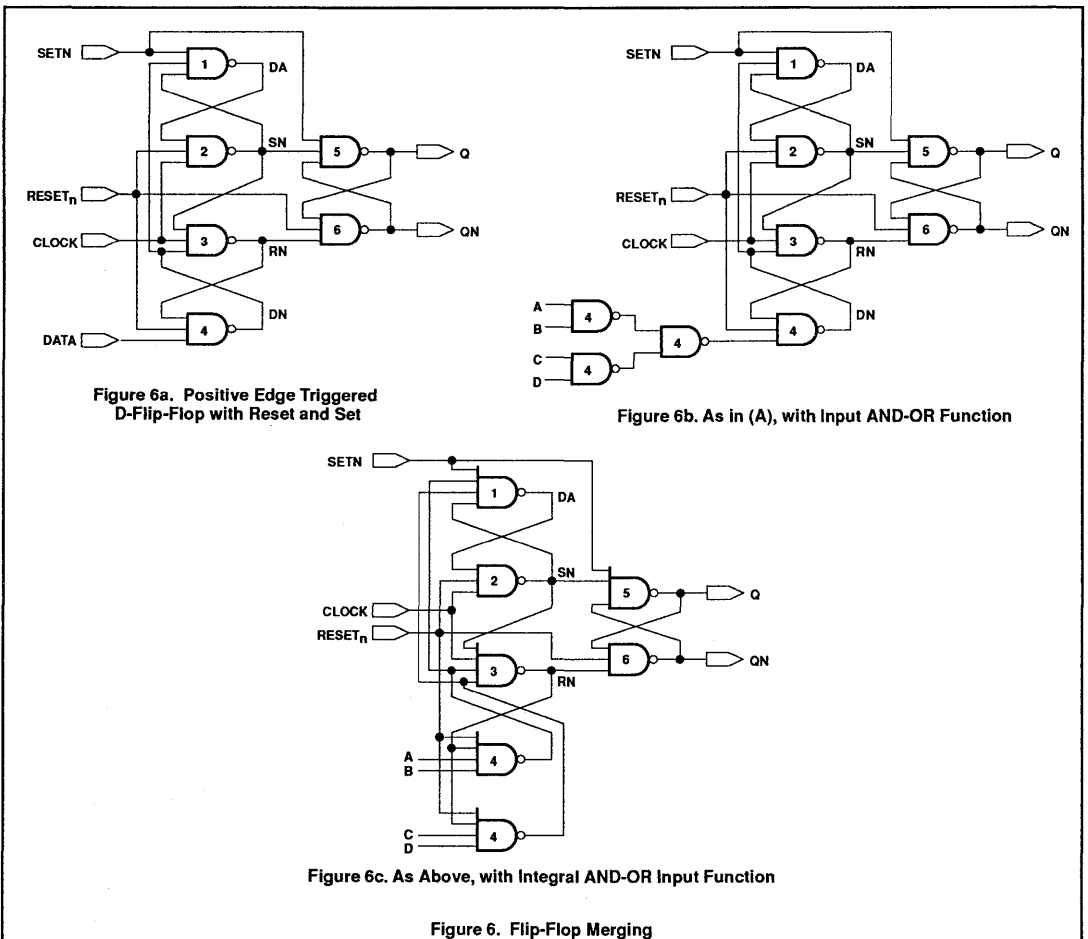 SETN
1
DA
2
SN
5
Q
RESETn
CLOCK
3
RN
6
QN
DN
DATA
4
Figure 6a. Positive Edge Triggered
D-Flip-Flop with Reset and Set
SETN
1
DA
2
SN
5
Q
RESETn
CLOCK
3
RN
6
QN
DN
A
B
4
4
4
C
D
4
Figure 6b. As in (A), with Input AND-OR Function
SETN
1
DA
2
SN
5
Q
CLOCK
RESETn
3
RN
6
QN
A
B
4
C
D
4
Figure 6c. As Above, with Integral AND-OR Input Function
Figure 6. Flip-Flop Merging